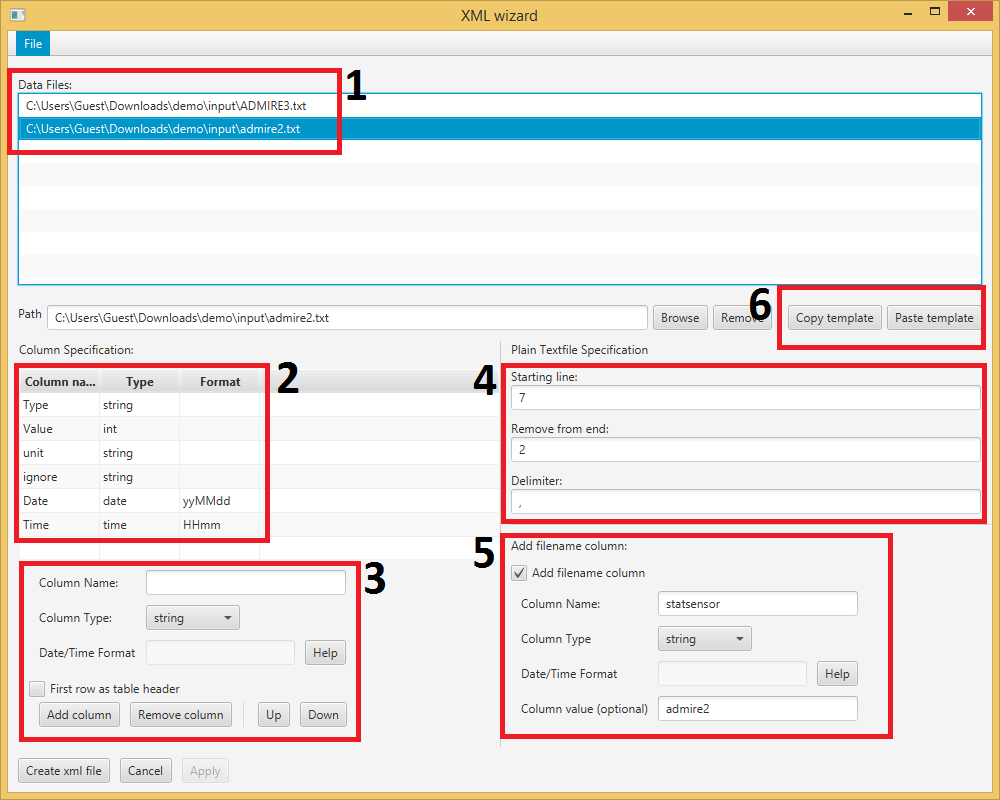 XML wizard
File
Data Files:
1
C:\Users\Guest\Downloads\demo\input\ADMIRE3.txt
C:\Users\Guest\Downloads\demo\input\admire2.txt
6
Path C:\Users\Guest\Downloads\demo\input\admire2.txt Browse Remove Copy template Paste template
Column Specification:
2
Column na... Type Format
Type string
Value int
unit string
ignore string
Date date yyMMdd
Time time HHmm
3
Column Name:
Column Type: string
Date/Time Format Help
First row as table header
Add column Remove column Up Down
Plain Textfile Specification
4
Starting line:
7
Remove from end:
2
Delimiter:
,
5
Add filename column:
Add filename column
Column Name: statsensor
Column Type string
Date/Time Format Help
Column value (optional) admire2
Create xml file Cancel Apply